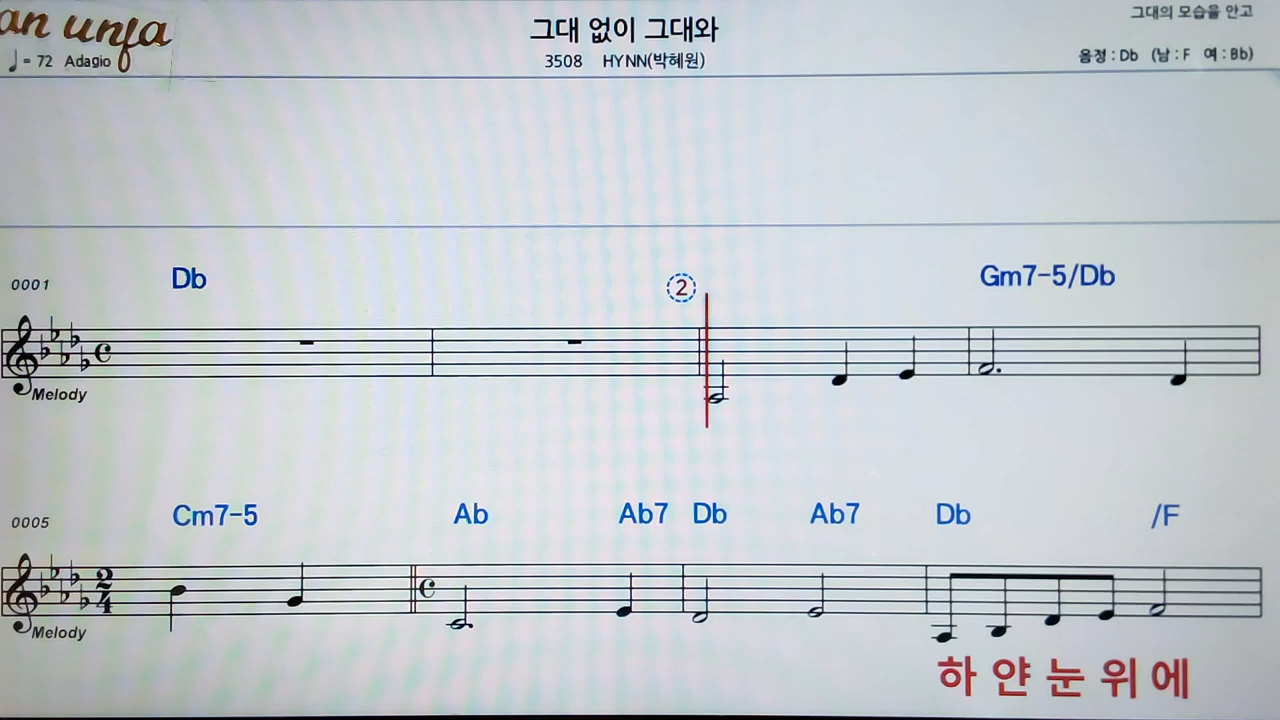 an unfa
♩= 72 Adagio
그대 없이 그대와
3508 HYNN(박혜원)
그대의 모습을 안고
음정 : Db (남 : F 여 : Bb)
0001 Db ② Gm7-5/Db
Melody
0005 Cm7-5 Ab Ab7 Db Ab7 Db /F
2
4
Melody
하 얀 눈 위 에